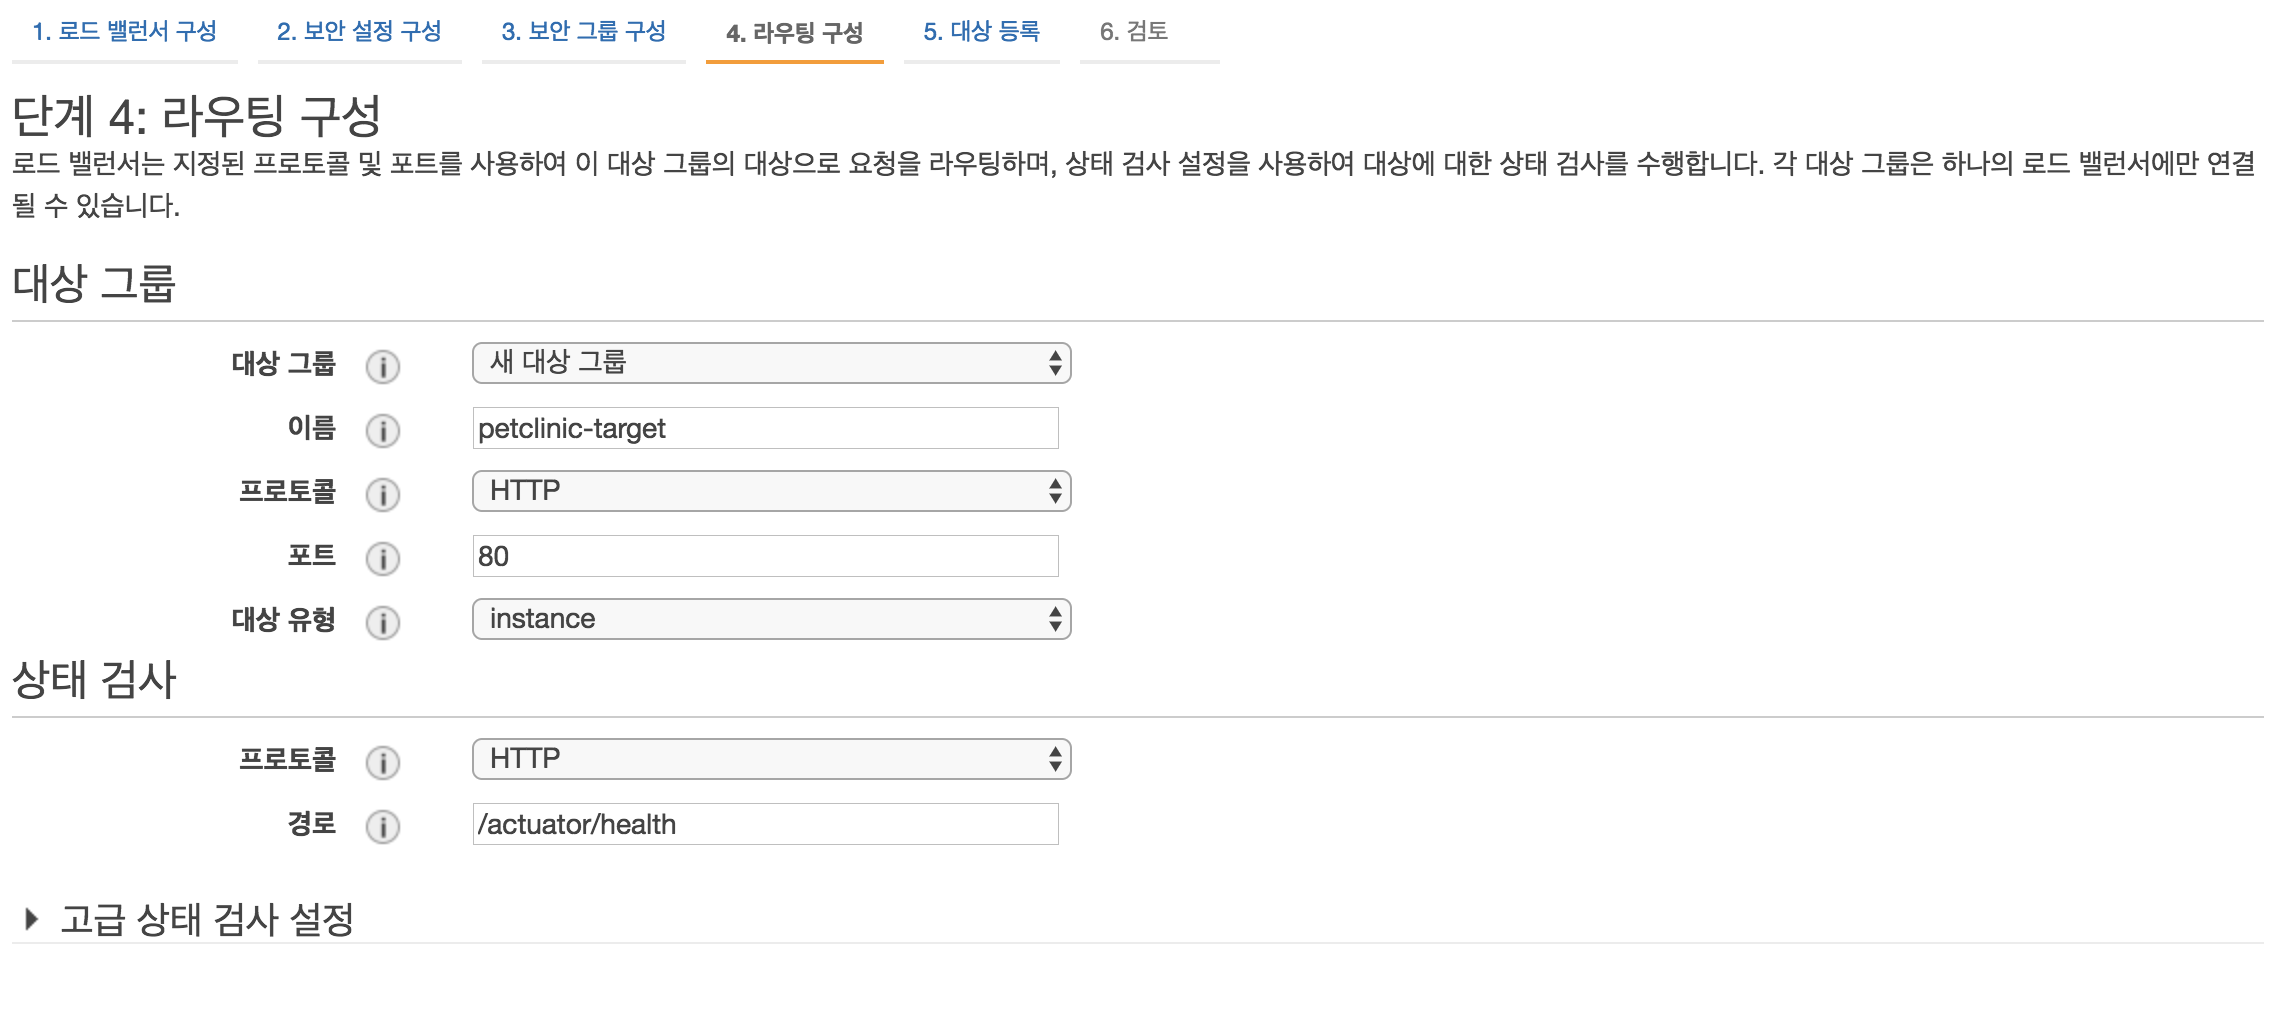 1. 로드 밸런서 구성 2. 보안 설정 구성 3. 보안 그룹 구성 4. 라우팅 구성 5. 대상 등록 6. 검토
단계 4: 라우팅 구성
로드 밸런서는 지정된 프로토콜 및 포트를 사용하여 이 대상 그룹의 대상으로 요청을 라우팅하며, 상태 검사 설정을 사용하여 대상에 대한 상태 검사를 수행합니다. 각 대상 그룹은 하나의 로드 밸런서에만 연결
될 수 있습니다.
대상 그룹
대상 그룹 i 새 대상 그룹
이름 i petclinic-target
프로토콜 i HTTP
포트 i 80
대상 유형 i instance
상태 검사
프로토콜 i HTTP
경로 i /actuator/health
고급 상태 검사 설정